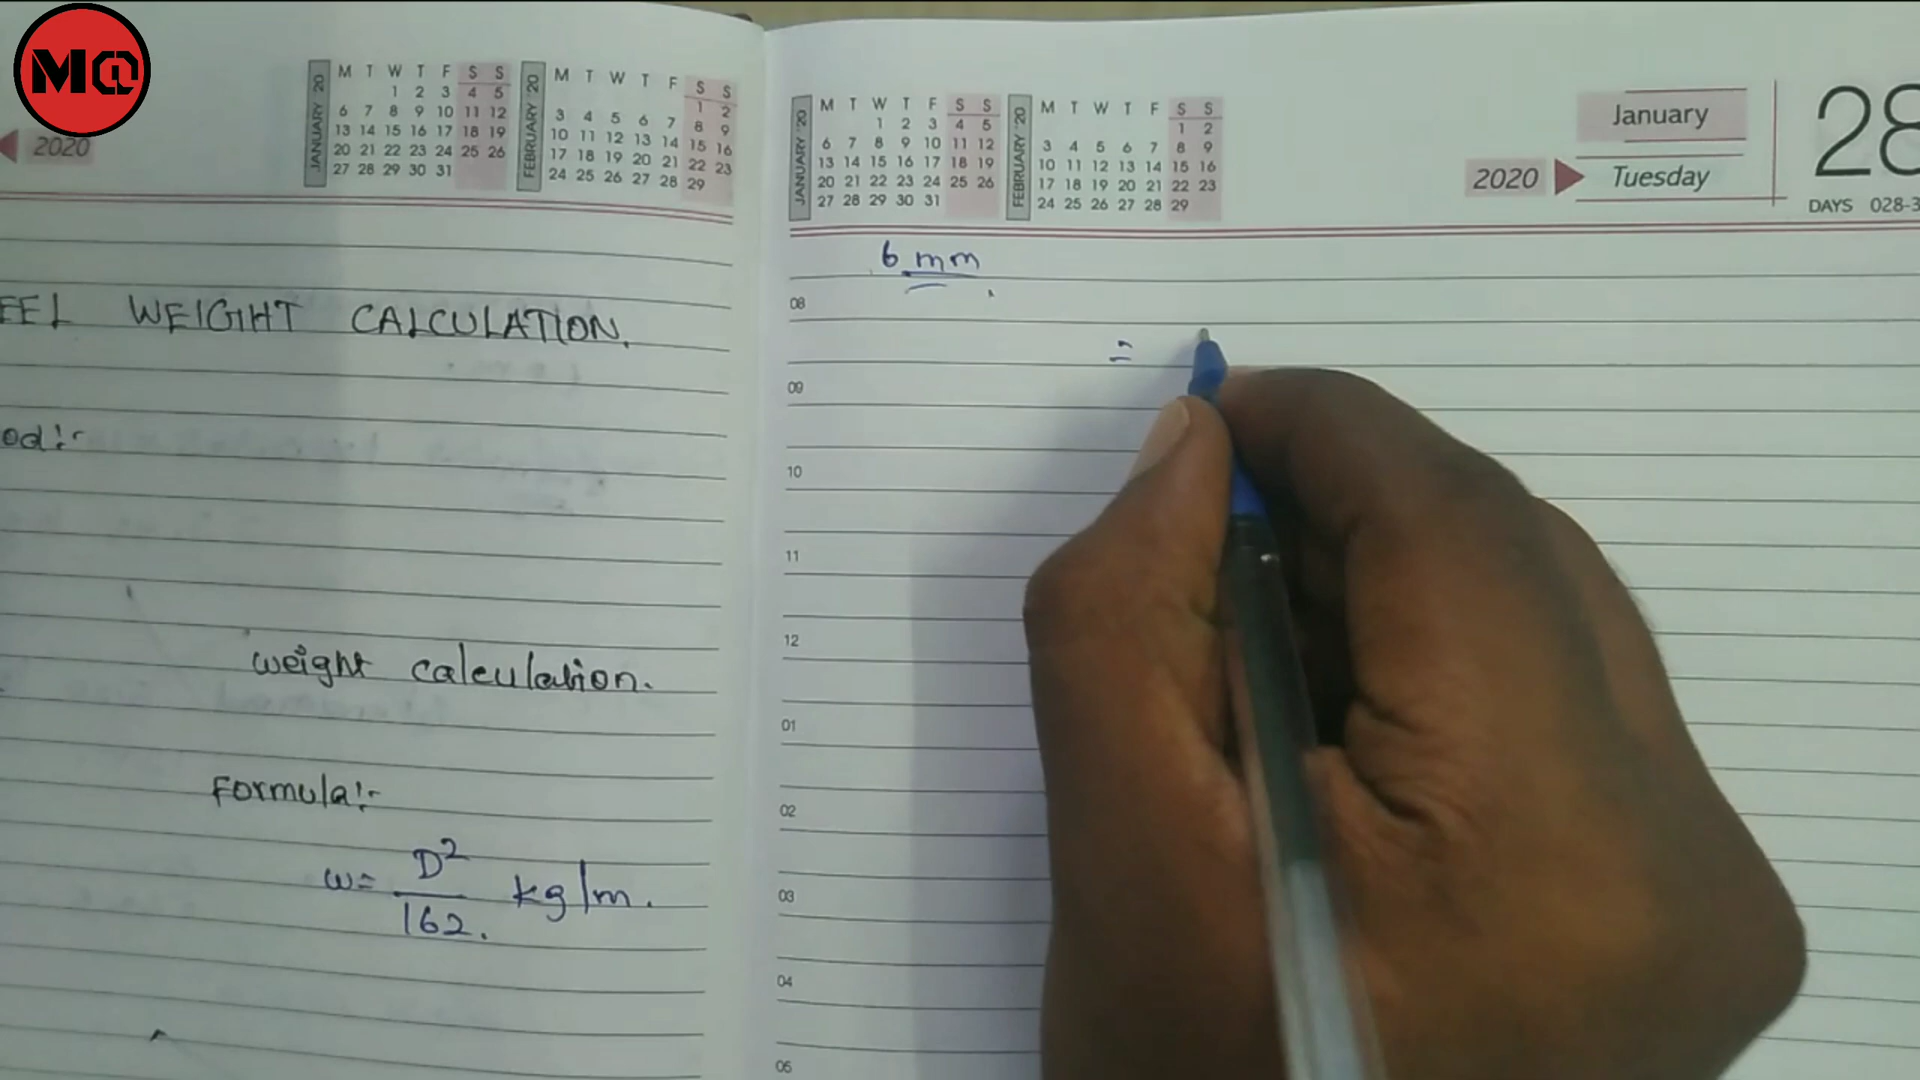 M@
2020
JANUARY '20
M T W T F S S
1 2 3 4 5
6 7 8 9 10 11 12
13 14 15 16 17 18 19
20 21 22 23 24 25 26
27 28 29 30 31
FEBRUARY '20
M T W T F S S
1 2
3 4 5 6 7 8 9
10 11 12 13 14 15 16
17 18 19 20 21 22 23
24 25 26 27 28 29
EEL WEIGHT CALCULATION.
od:-
weight calculation.
Formula:-
w= D²/162. kg/m.
JANUARY '20
M T W T F S S
1 2 3 4 5
6 7 8 9 10 11 12
13 14 15 16 17 18 19
20 21 22 23 24 25 26
27 28 29 30 31
FEBRUARY '20
M T W T F S S
1 2
3 4 5 6 7 8 9
10 11 12 13 14 15 16
17 18 19 20 21 22 23
24 25 26 27 28 29
2020
January
Tuesday
28
DAYS 028-3
6 mm
08
=
09
10
11
12
01
02
03
04
05